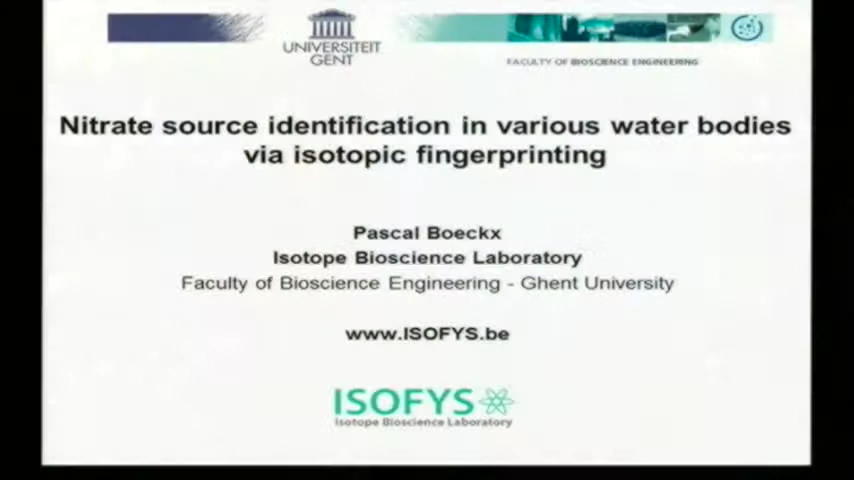 UNIVERSITEIT
GENT
FACULTY OF BIOSCIENCE ENGINEERING
Nitrate source identification in various water bodies
via isotopic fingerprinting
Pascal Boeckx
Isotope Bioscience Laboratory
Faculty of Bioscience Engineering - Ghent University
www.ISOFYS.be
ISOFYS
Isotope Bioscience Laboratory